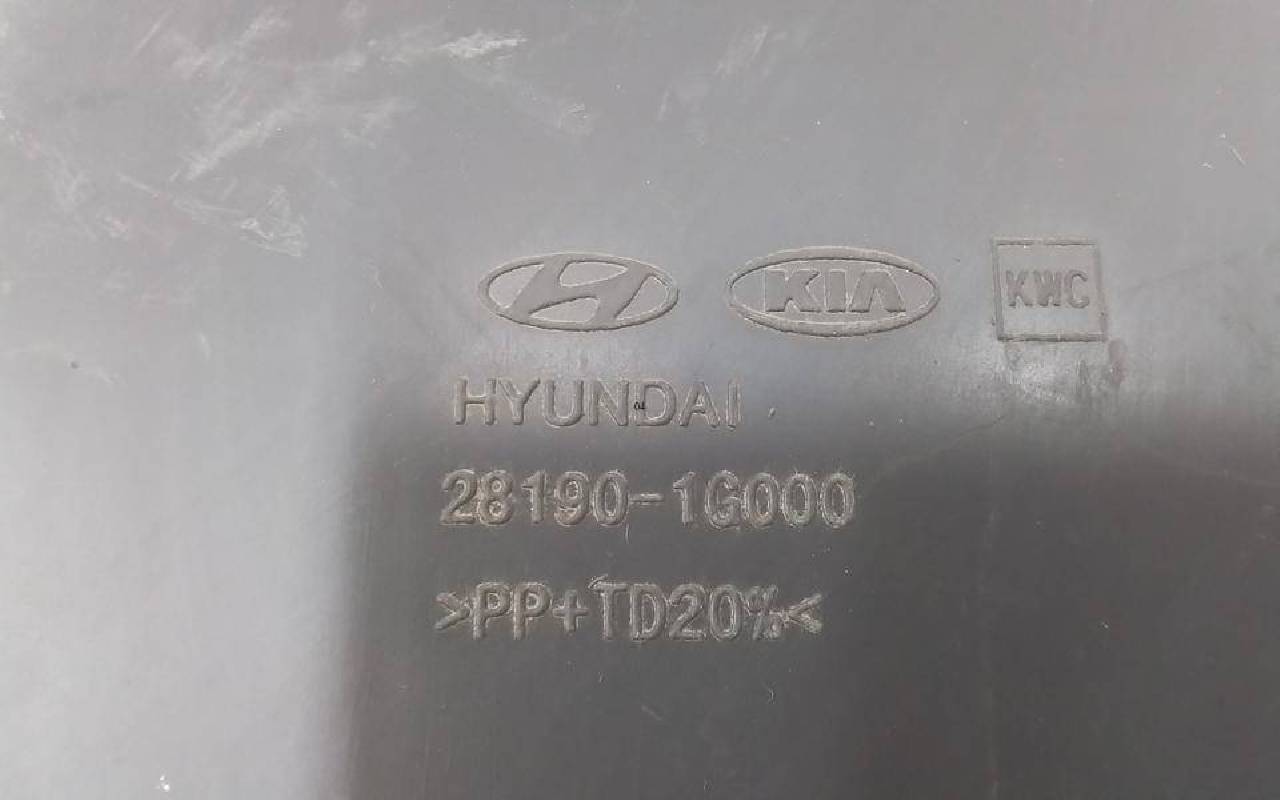 KIA KWC
HYUNDAI
28190-1G000
>PP+TD20%<